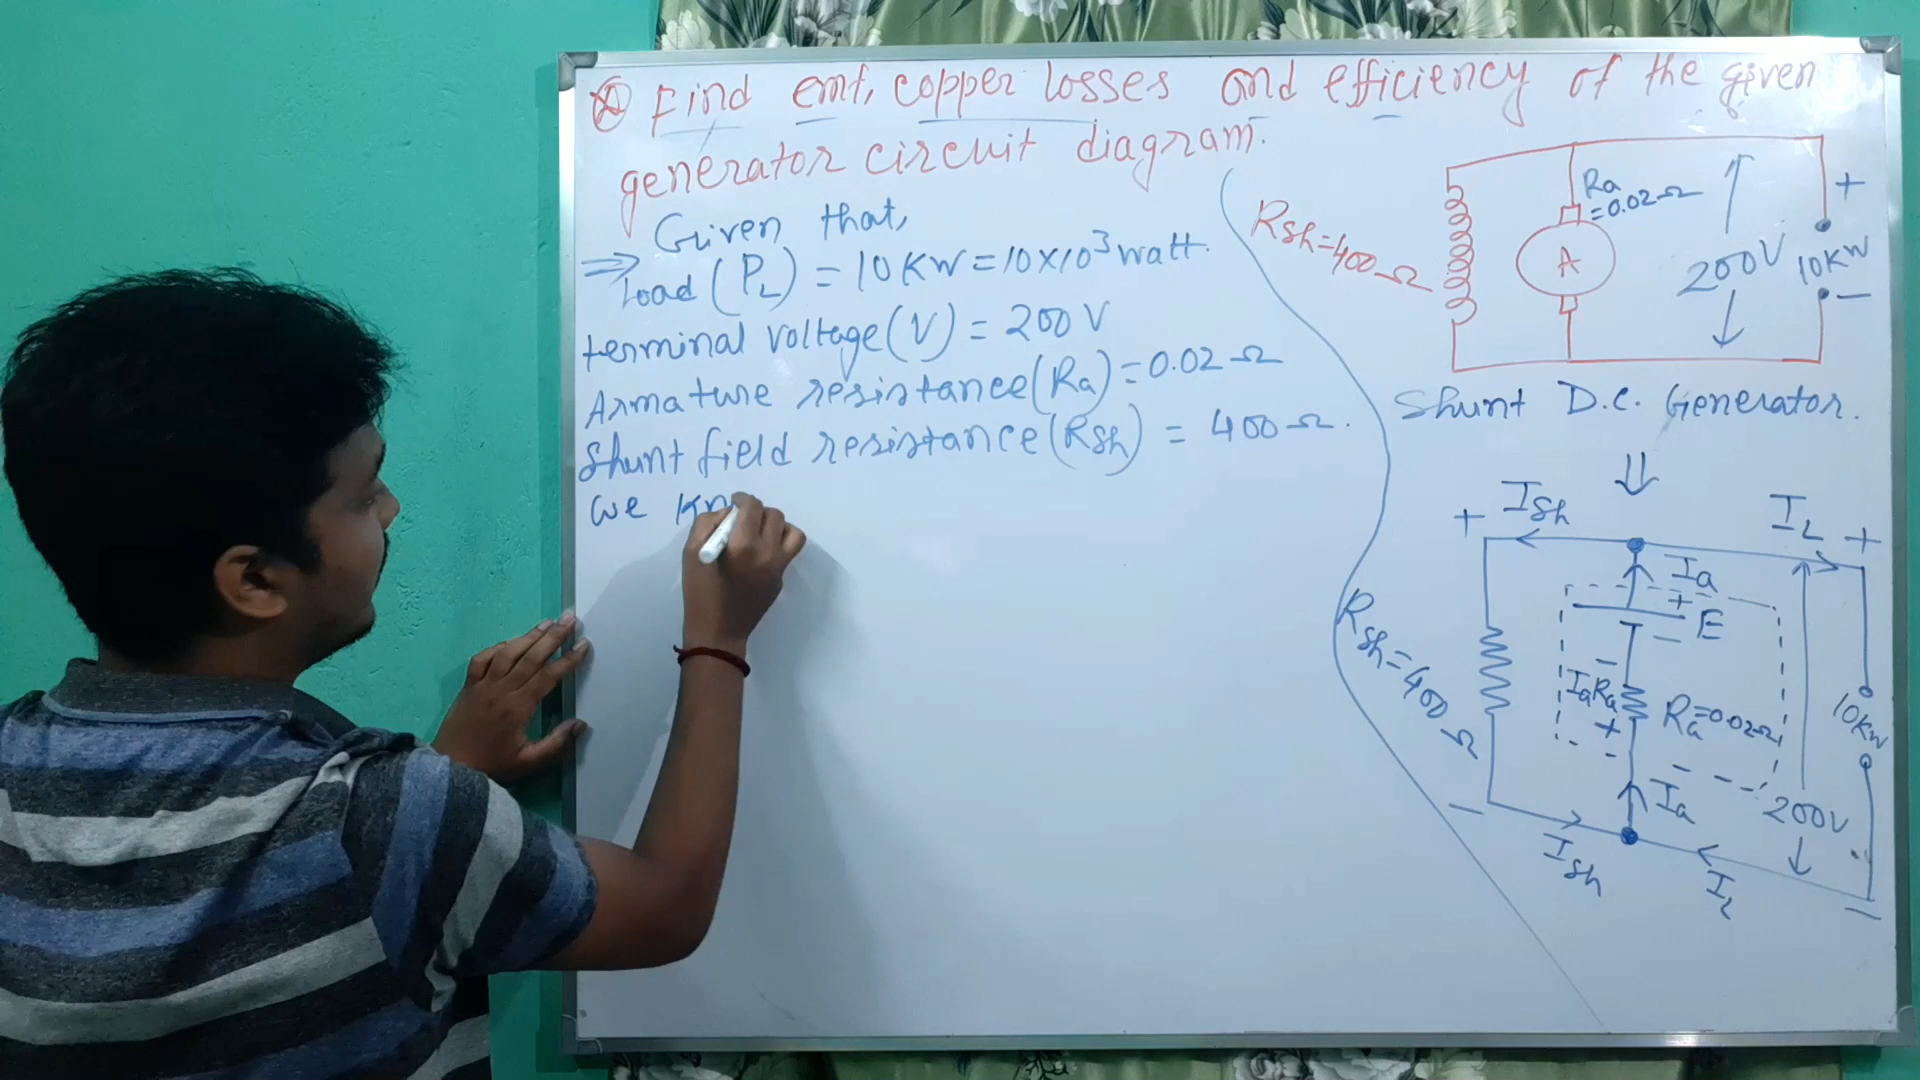 Find emf, copper losses and efficiency of the given
generator circuit diagram.
⇒ Given that,
Load (PL) = 10 KW = 10×10³ watt.
terminal voltage (V) = 200 V
Armature resistance (Ra) = 0.02 Ω
Shunt field resistance (Rsh) = 400 Ω.
We kn
Rsh=400 Ω
A
Ra
=0.02 Ω
200V
+
10KW
−
Shunt D.C. Generator.
⇓
+
Ish
IL
+
Ia
+
E
−
Rsh=400 Ω
−
IaRa
+
Ra=0.02Ω
10KW
Ia
200V
−
Ish
IL
−